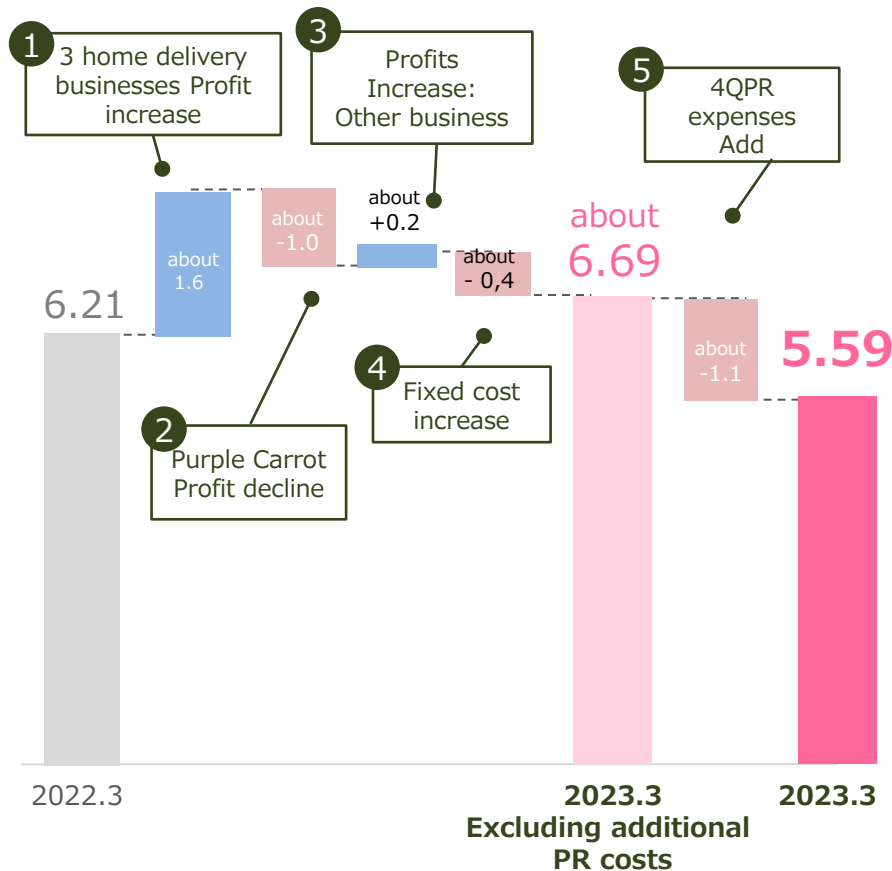 1
3 home delivery
businesses Profit
increase
3
Profits
Increase:
Other business
5
4QPR
expenses
Add
about
1.6
about
-1.0
about
+0.2
about
- 0,4
about
6.69
about
-1.1
6.21
5.59
2
Purple Carrot
Profit decline
4
Fixed cost
increase
2022.3
2023.3
Excluding additional
PR costs
2023.3